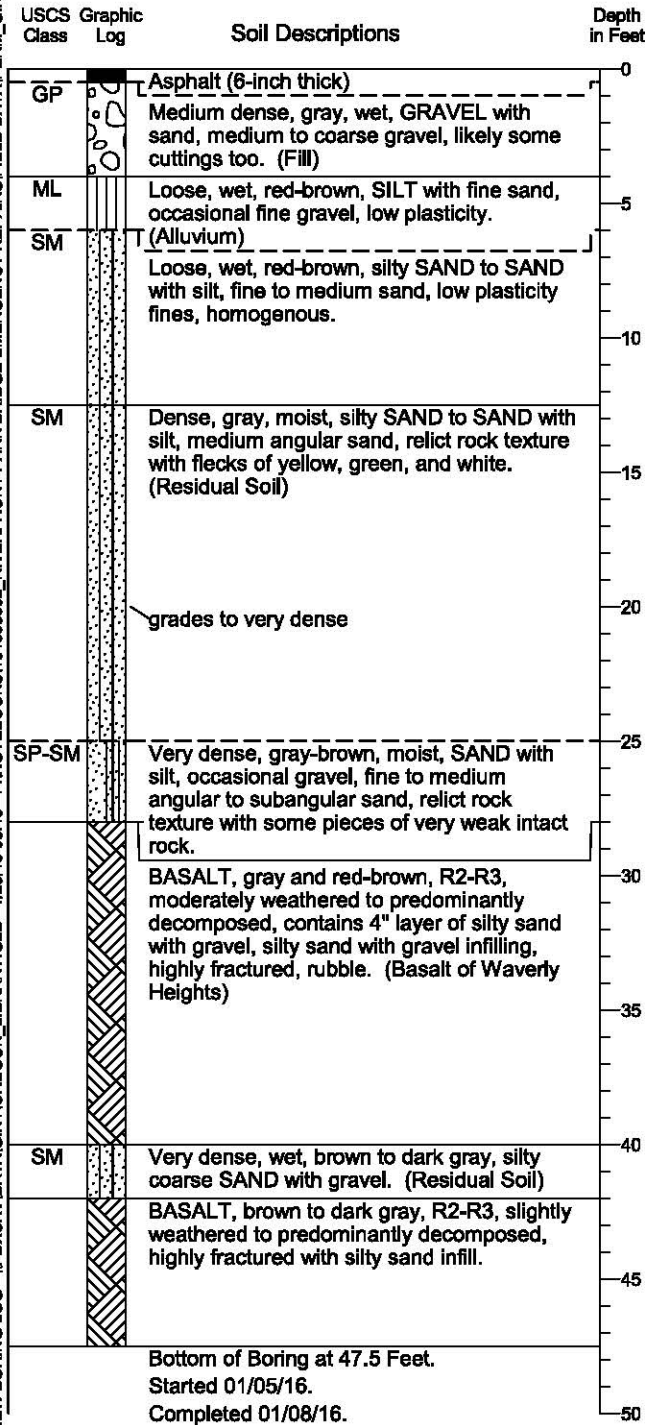 USCS Graphic Depth
Class Log Soil Descriptions in Feet
0
Asphalt (6-inch thick)
GP
Medium dense, gray, wet, GRAVEL with
sand, medium to coarse gravel, likely some
cuttings too. (Fill)
ML Loose, wet, red-brown, SILT with fine sand,
occasional fine gravel, low plasticity.
5
(Alluvium)
SM
Loose, wet, red-brown, silty SAND to SAND
with silt, fine to medium sand, low plasticity
fines, homogenous.
10
SM Dense, gray, moist, silty SAND to SAND with
silt, medium angular sand, relict rock texture
with flecks of yellow, green, and white.
15
(Residual Soil)
20
grades to very dense
25
SP-SM Very dense, gray-brown, moist, SAND with
silt, occasional gravel, fine to medium
angular to subangular sand, relict rock
texture with some pieces of very weak intact
rock.
30
BASALT, gray and red-brown, R2-R3,
moderately weathered to predominantly
decomposed, contains 4" layer of silty sand
with gravel, silty sand with gravel infilling,
highly fractured, rubble. (Basalt of Waverly
Heights)
35
40
SM Very dense, wet, brown to dark gray, silty
coarse SAND with gravel. (Residual Soil)
BASALT, brown to dark gray, R2-R3, slightly
weathered to predominantly decomposed,
highly fractured with silty sand infill.
45
Bottom of Boring at 47.5 Feet.
Started 01/05/16.
Completed 01/08/16.
50